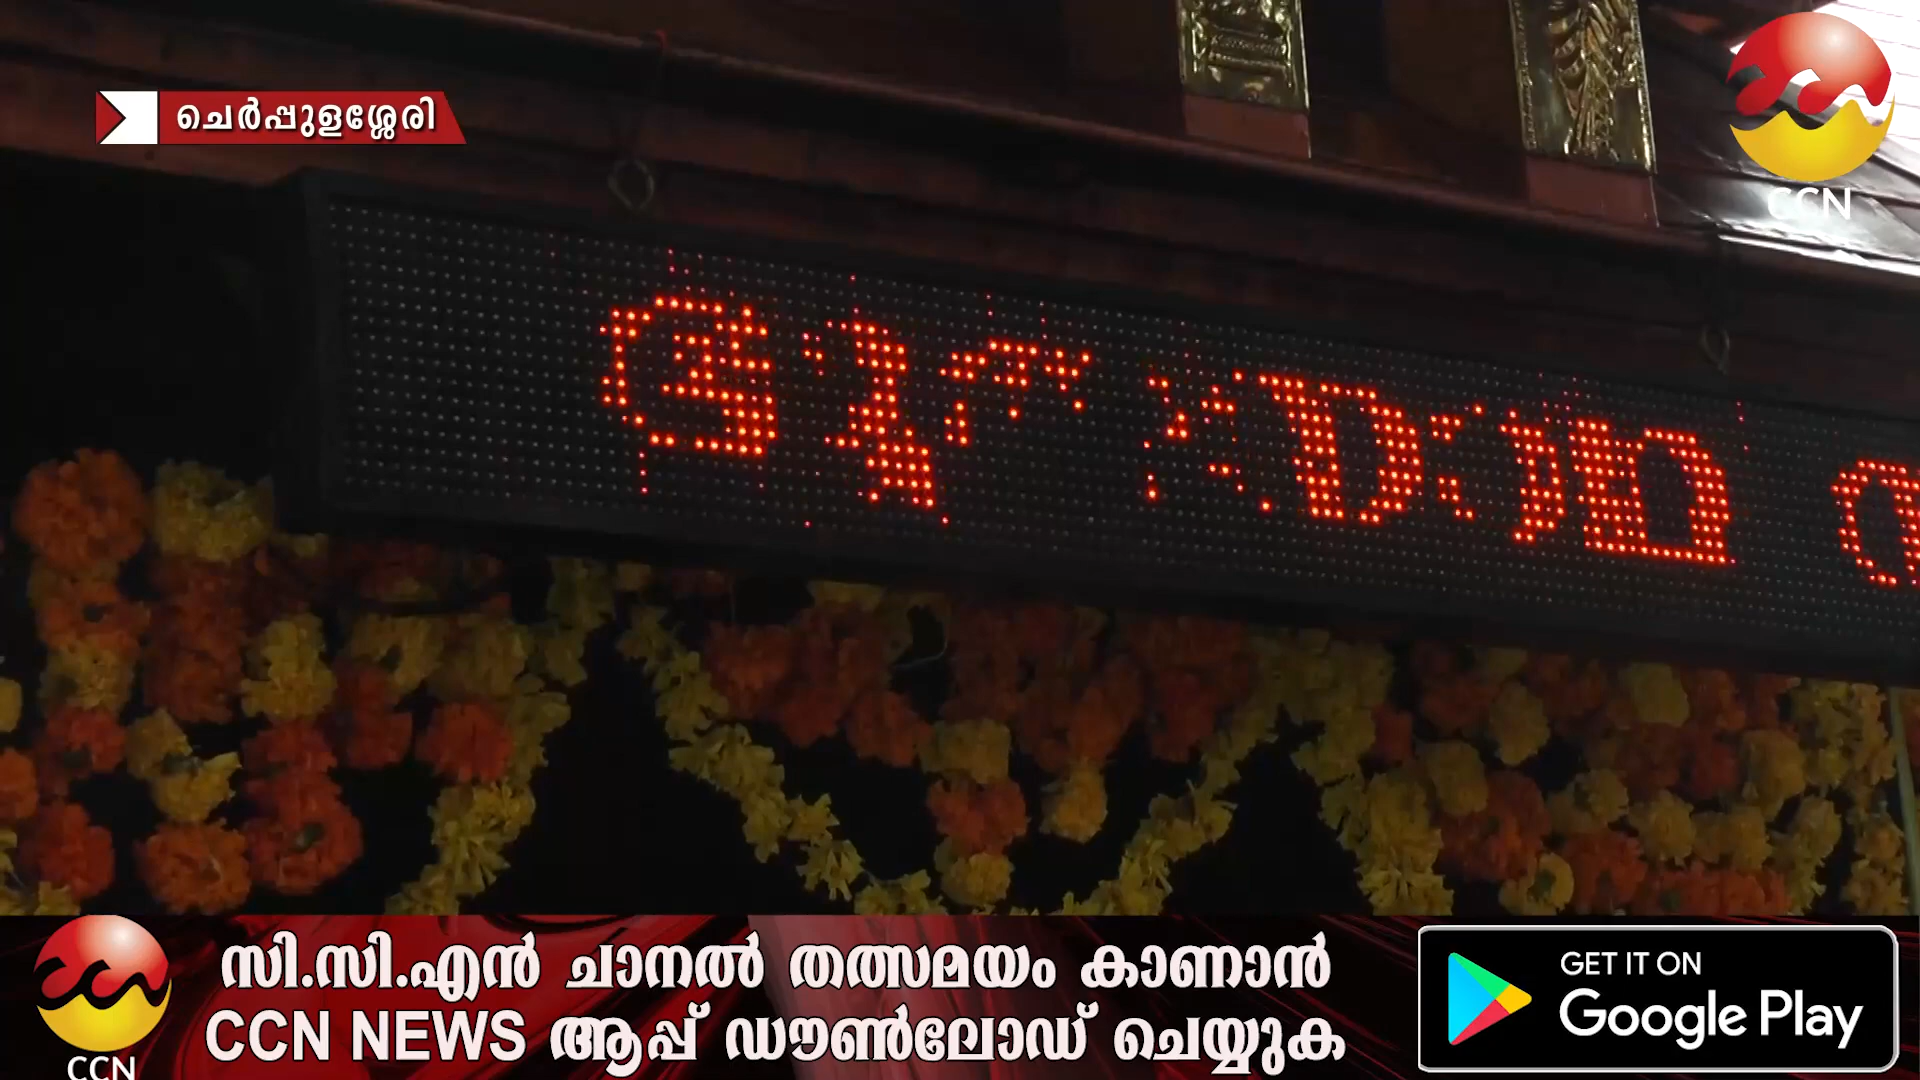 ചെർപ്പുളശ്ശേരി
CCN
സി.സി.എൻ ചാനൽ തത്സമയം കാണാൻ
CCN NEWS ആപ്പ് ഡൗൺലോഡ് ചെയ്യുക
CCN
GET IT ON
Google Play